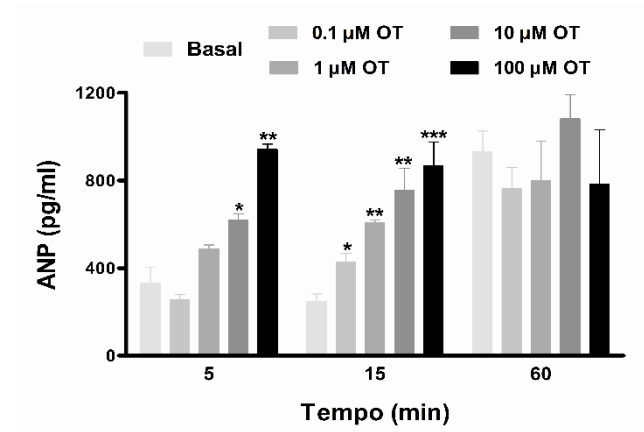 Basal
0.1 µM OT
10 µM OT
1 µM OT
100 µM OT
1200
800
400
0
ANP (pg/ml)
*
**
*
**
**
***
5
15
60
Tempo (min)